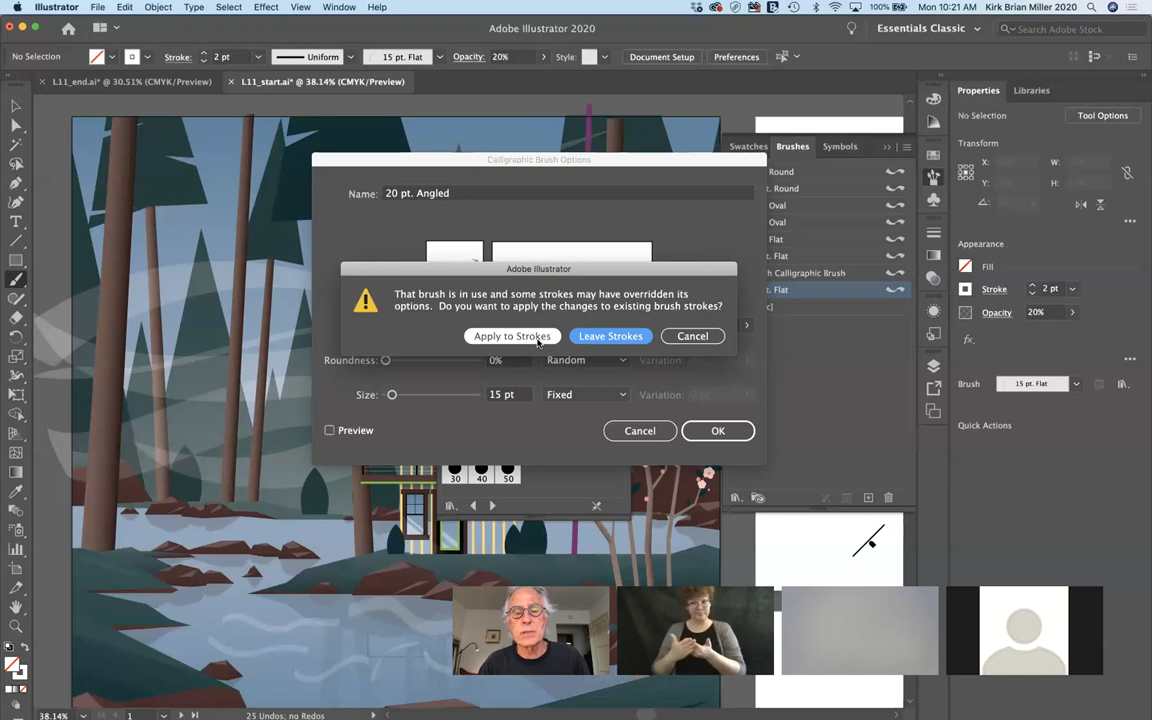 Illustrator File Edit Object Type Select Effect View Window Help 100% Mon 10:21 AM Kirk Brian Miller 2020
Adobe Illustrator 2020 Essentials Classic Search Adobe Stock
No Selection Stroke: 2 pt Uniform 15 pt. Flat Opacity: 20% Style: Document Setup Preferences
× L11_end.ai* @ 30.51% (CMYK/Preview) × L11_start.ai* @ 38.14% (CMYK/Preview)
Calligraphic Brush Options
Name: 20 pt. Angled
Adobe Illustrator
That brush is in use and some strokes may have overridden its
options. Do you want to apply the changes to existing brush strokes?
Apply to Strokes Leave Strokes Cancel
Roundness: 0% Random Variation:
Size: 15 pt Fixed Variation:
Preview Cancel OK
30 40 50
Swatches Brushes Symbols
Round
t. Round
Oval
Oval
Flat
t. Flat
h Calligraphic Brush
t. Flat
c]
Properties Libraries
No Selection Tool Options
Transform
X: W:
Y: H:
Appearance
Fill
Stroke 2 pt
Opacity 20%
fx.
Brush 15 pt. Flat
Quick Actions
38.14% 1 25 Undos; no Redos